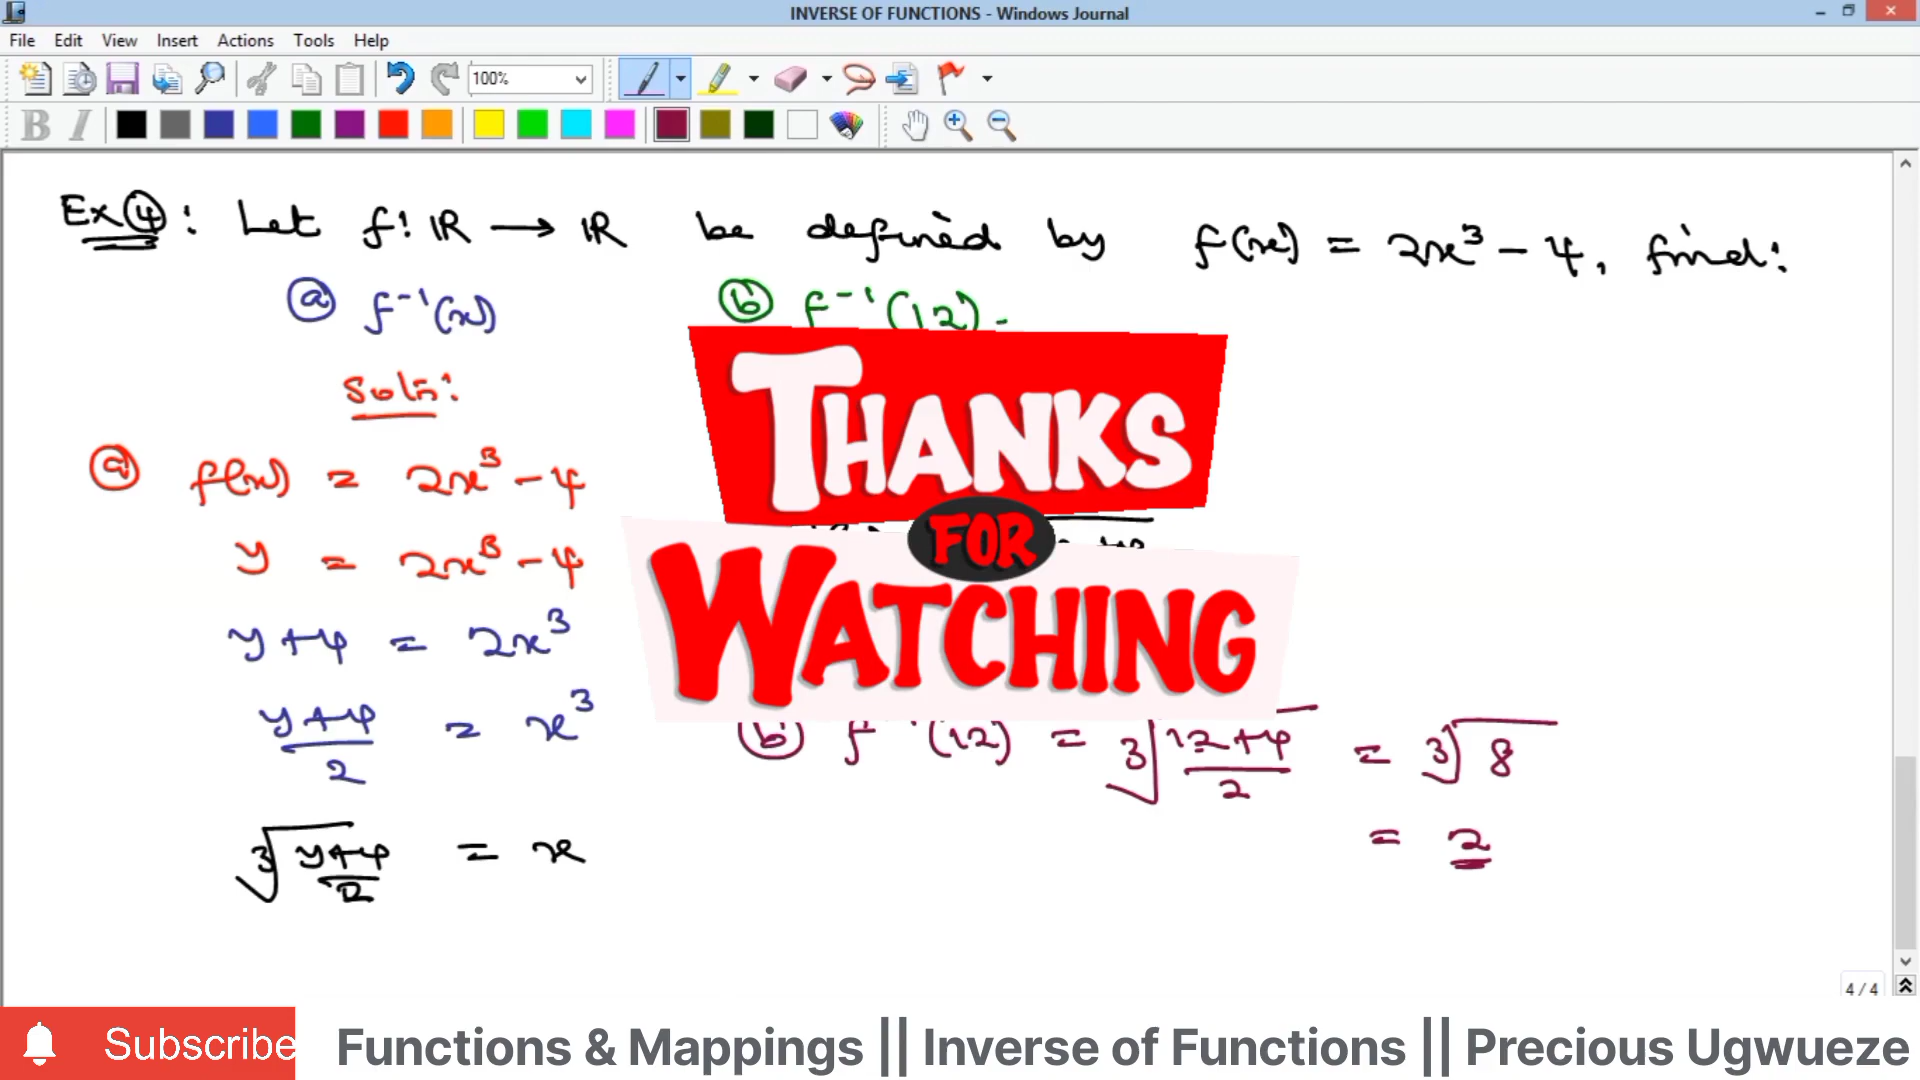 INVERSE OF FUNCTIONS - Windows Journal
File Edit View Insert Actions Tools Help
100%
B I
Ex ④ : Let f: ℝ → ℝ be defined by f(x) = 2x³ - 4, find:
ⓐ f⁻¹(x) ⓑ f⁻¹(12).
Soln:
ⓐ f(x) = 2x³ - 4
y = 2x³ - 4
y + 4 = 2x³
(y+4)/2 = x³
∛((y+4)/2) = x
THANKS
FOR
WATCHING
ⓑ f⁻¹(12) = ∛((12+4)/2) = ∛8
= 2
4 / 4
Subscribe
Functions & Mappings || Inverse of Functions || Precious Ugwueze